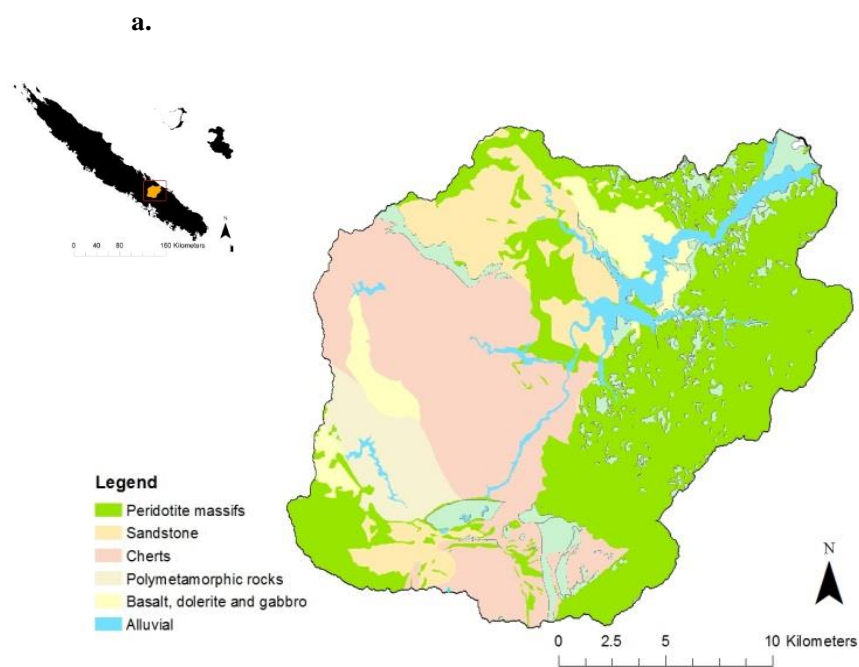 a.
N
0 40 80 160 Kilometers
Legend
Peridotite massifs
Sandstone
Cherts
Polymetamorphic rocks
Basalt, dolerite and gabbro
Alluvial
N
0 2.5 5 10 Kilometers